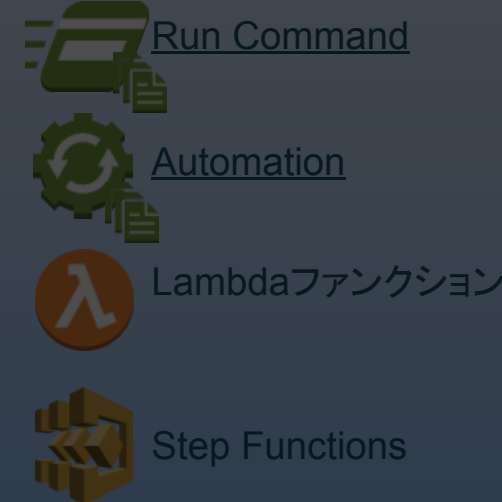 Run Command
Automation
Lambdaファンクション
Step Functions